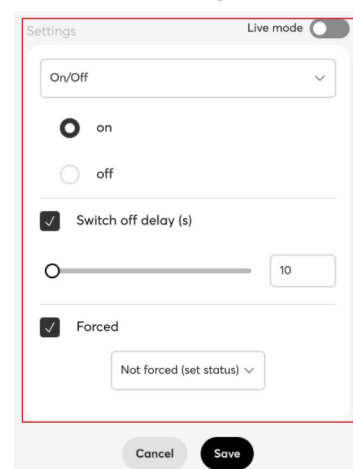 Settings
Live mode
On/Off
on
off
Switch off delay (s)
10
Forced
Not forced (set status)
Cancel
Save